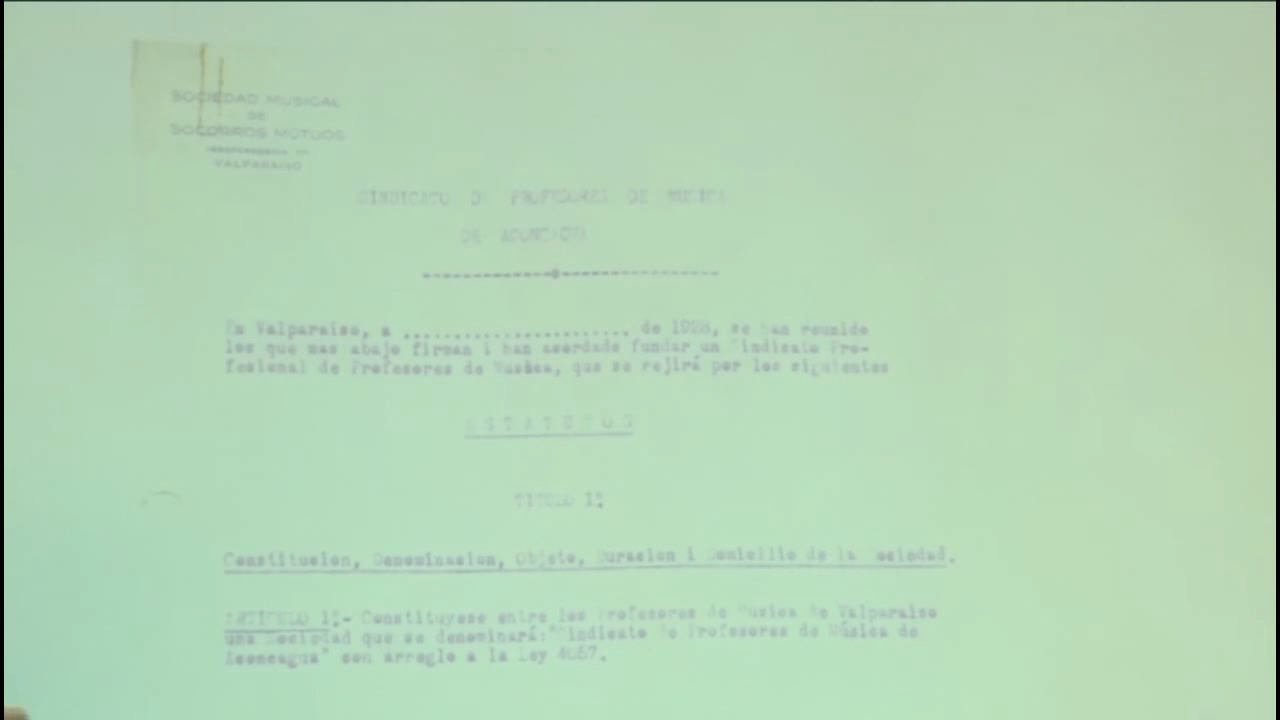 SOCIEDAD MUSICAL
DE
SOCORROS MUTUOS
VALPARAISO
SINDICATO DE PROFESORES DE MUSICA
DE ACONCAGUA
En Valparaiso, a ...................... de 1928, se han reunido
los que mas abajo firman i han acordado fundar un Sindicato Pro-
fesional de Profesores de Musica, que se rejirá por los siguientes
ESTATUTOS
TITULO 1º
Constitucion, Denominacion, Objeto, Duracion i Domicilio de la Sociedad.
ARTICULO 1º- Constituyese entre los Profesores de Musica de Valparaiso
una Sociedad que se denominará:"Sindicato de Profesores de Música de
Aconcagua" con arreglo a la Ley 4057.